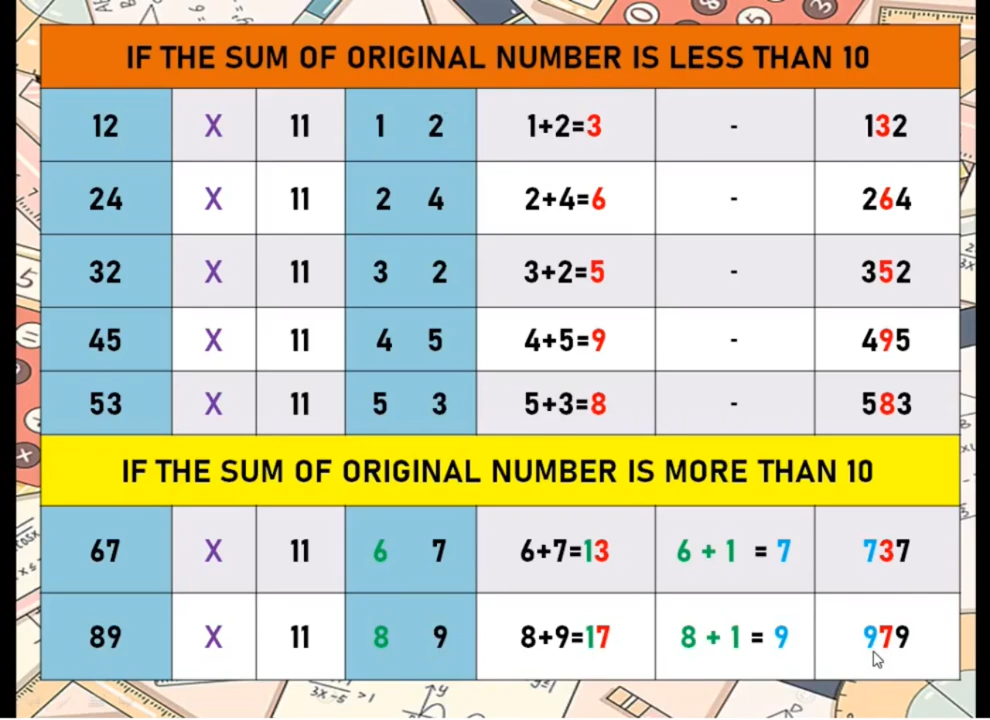 IF THE SUM OF ORIGINAL NUMBER IS LESS THAN 10
12 X 11 1 2 1+2=3 - 132
24 X 11 2 4 2+4=6 - 264
32 X 11 3 2 3+2=5 - 352
45 X 11 4 5 4+5=9 - 495
53 X 11 5 3 5+3=8 - 583
IF THE SUM OF ORIGINAL NUMBER IS MORE THAN 10
67 X 11 6 7 6+7=13 6 + 1 = 7 737
89 X 11 8 9 8+9=17 8 + 1 = 9 979